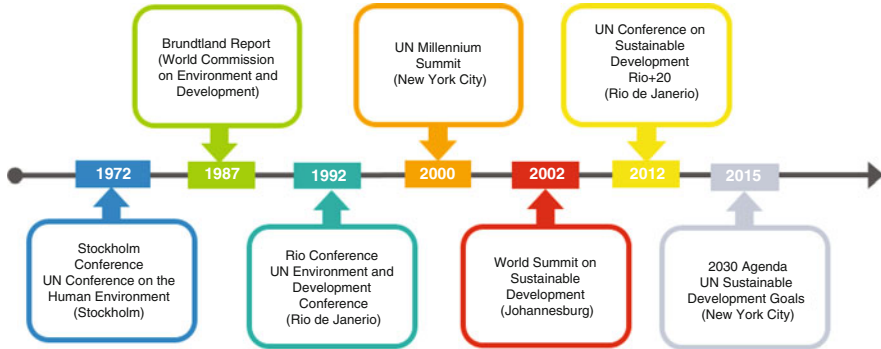 Brundtland Report
(World Commission
on Environment and
Development)
UN Millennium
Summit
(New York City)
UN Conference on
Sustainable
Development
Rio+20
(Rio de Janerio)
1972
1987
1992
2000
2002
2012
2015
Stockholm
Conference
UN Conference on the
Human Environment
(Stockholm)
Rio Conference
UN Environment and
Development
Conference
(Rio de Janerio)
World Summit on
Sustainable
Development
(Johannesburg)
2030 Agenda
UN Sustainable
Development Goals
(New York City)